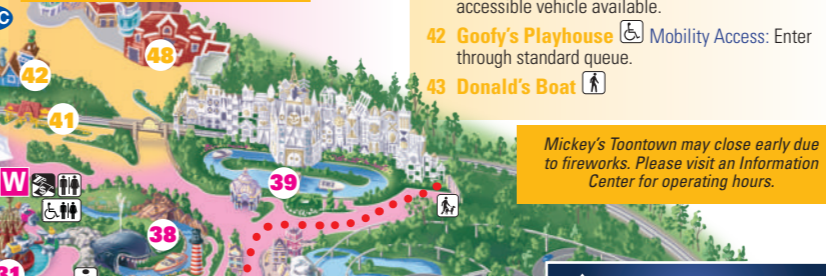 accessible vehicle available.
42 Goofy's Playhouse Mobility Access: Enter
through standard queue.
43 Donald's Boat
Mickey's Toontown may close early due
to fireworks. Please visit an Information
Center for operating hours.
C
48
42
41
W
39
38
31